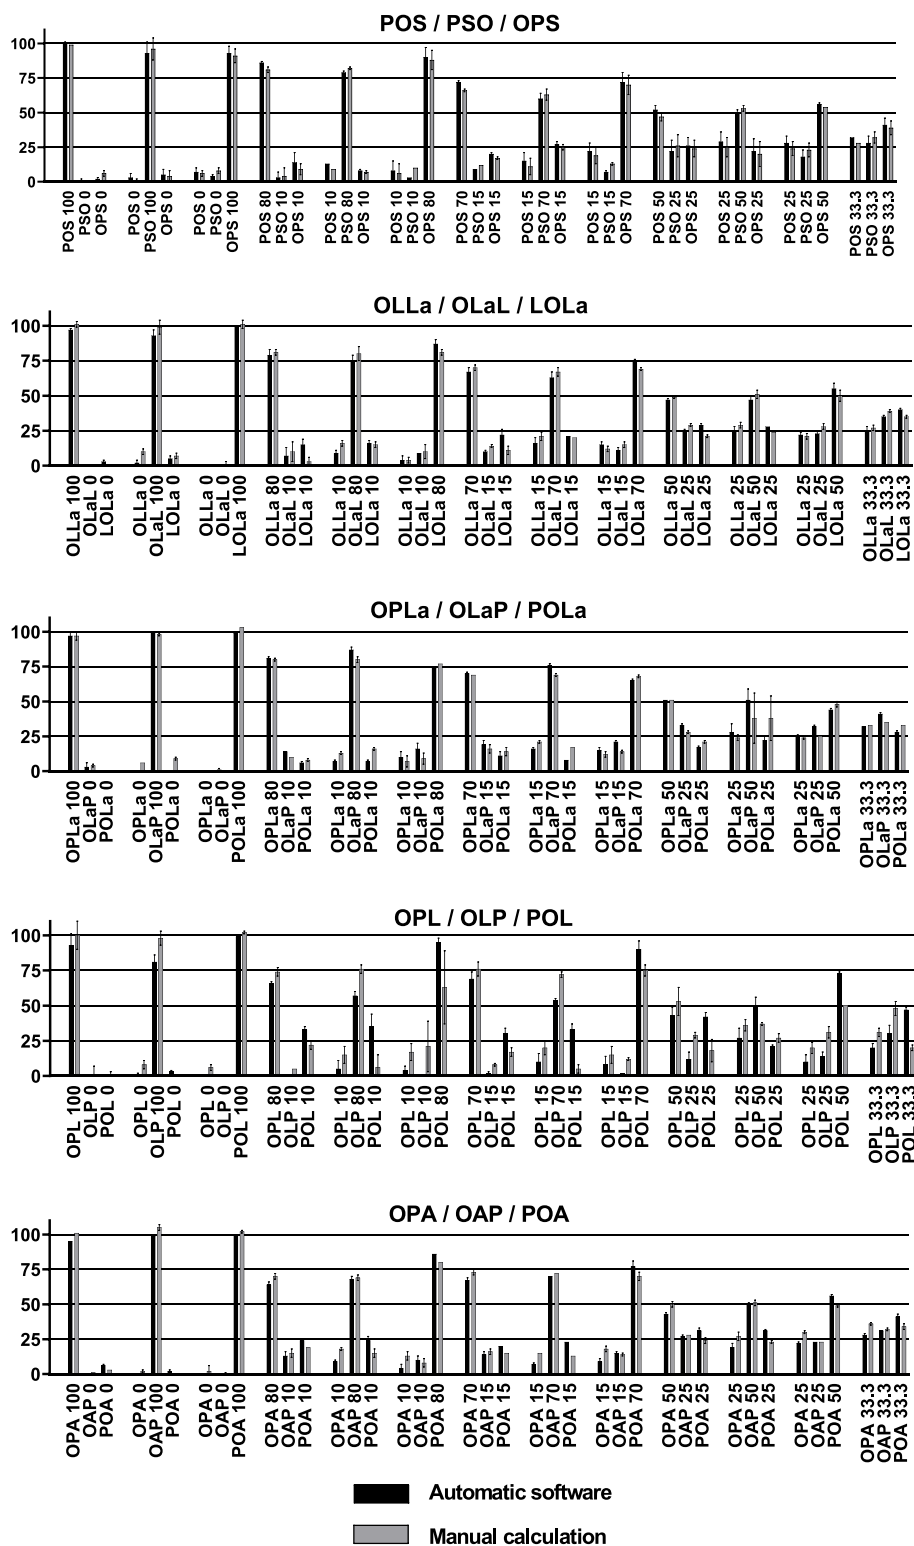 POS / PSO / OPS
100
75
50
25
0
POS 100 PSO 0 OPS 0 POS 0 PSO 100 OPS 0 POS 0 PSO 0 OPS 100 POS 80 PSO 10 OPS 10 POS 10 PSO 80 OPS 10 POS 10 PSO 10 OPS 80 POS 70 PSO 15 OPS 15 POS 15 PSO 70 OPS 15 POS 15 PSO 15 OPS 70 POS 50 PSO 25 OPS 25 POS 25 PSO 50 OPS 25 POS 25 PSO 25 OPS 50 POS 33.3 PSO 33.3 OPS 33.3
OLLa / OLaL / LOLa
100
75
50
25
0
OLLa 100 OLaL 0 LOLa 0 OLLa 0 OLaL 100 LOLa 0 OLLa 0 OLaL 0 LOLa 100 OLLa 80 OLaL 10 LOLa 10 OLLa 10 OLaL 80 LOLa 10 OLLa 10 OLaL 10 LOLa 80 OLLa 70 OLaL 15 LOLa 15 OLLa 15 OLaL 70 LOLa 15 OLLa 15 OLaL 15 LOLa 70 OLLa 50 OLaL 25 LOLa 25 OLLa 25 OLaL 50 LOLa 25 OLLa 25 OLaL 25 LOLa 50 OLLa 33.3 OLaL 33.3 LOLa 33.3
OPLa / OLaP / POLa
100
75
50
25
0
OPLa 100 OLaP 0 POLa 0 OPLa 0 OLaP 100 POLa 0 OPLa 0 OLaP 0 POLa 100 OPLa 80 OLaP 10 POLa 10 OPLa 10 OLaP 80 POLa 10 OPLa 10 OLaP 10 POLa 80 OPLa 70 OLaP 15 POLa 15 OPLa 15 OLaP 70 POLa 15 OPLa 15 OLaP 15 POLa 70 OPLa 50 OLaP 25 POLa 25 OPLa 25 OLaP 50 POLa 25 OPLa 25 OLaP 25 POLa 50 OPLa 33.3 OLaP 33.3 POLa 33.3
OPL / OLP / POL
100
75
50
25
0
OPL 100 OLP 0 POL 0 OPL 0 OLP 100 POL 0 OPL 0 OLP 0 POL 100 OPL 80 OLP 10 POL 10 OPL 10 OLP 80 POL 10 OPL 10 OLP 10 POL 80 OPL 70 OLP 15 POL 15 OPL 15 OLP 70 POL 15 OPL 15 OLP 15 POL 70 OPL 50 OLP 25 POL 25 OPL 25 OLP 50 POL 25 OPL 25 OLP 25 POL 50 OPL 33.3 OLP 33.3 POL 33.3
OPA / OAP / POA
100
75
50
25
0
OPA 100 OAP 0 POA 0 OPA 0 OAP 100 POA 0 OPA 0 OAP 0 POA 100 OPA 80 OAP 10 POA 10 OPA 10 OAP 80 POA 10 OPA 10 OAP 10 POA 80 OPA 70 OAP 15 POA 15 OPA 15 OAP 70 POA 15 OPA 15 OAP 15 POA 70 OPA 50 OAP 25 POA 25 OPA 25 OAP 50 POA 25 OPA 25 OAP 25 POA 50 OPA 33.3 OAP 33.3 POA 33.3
Automatic software
Manual calculation